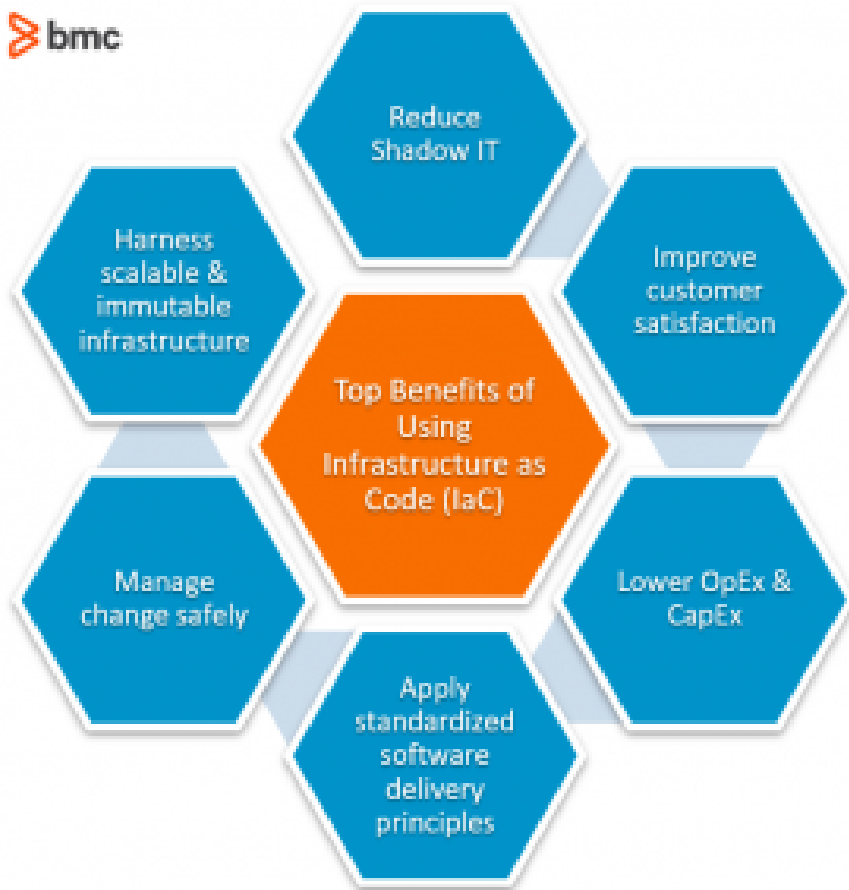 bmc
Reduce
Shadow IT
Improve
customer
satisfaction
Lower OpEx &
CapEx
Apply
standardized
software
delivery
principles
Manage
change safely
Harness
scalable &
immutable
infrastructure
Top Benefits of
Using
Infrastructure as
Code (IaC)